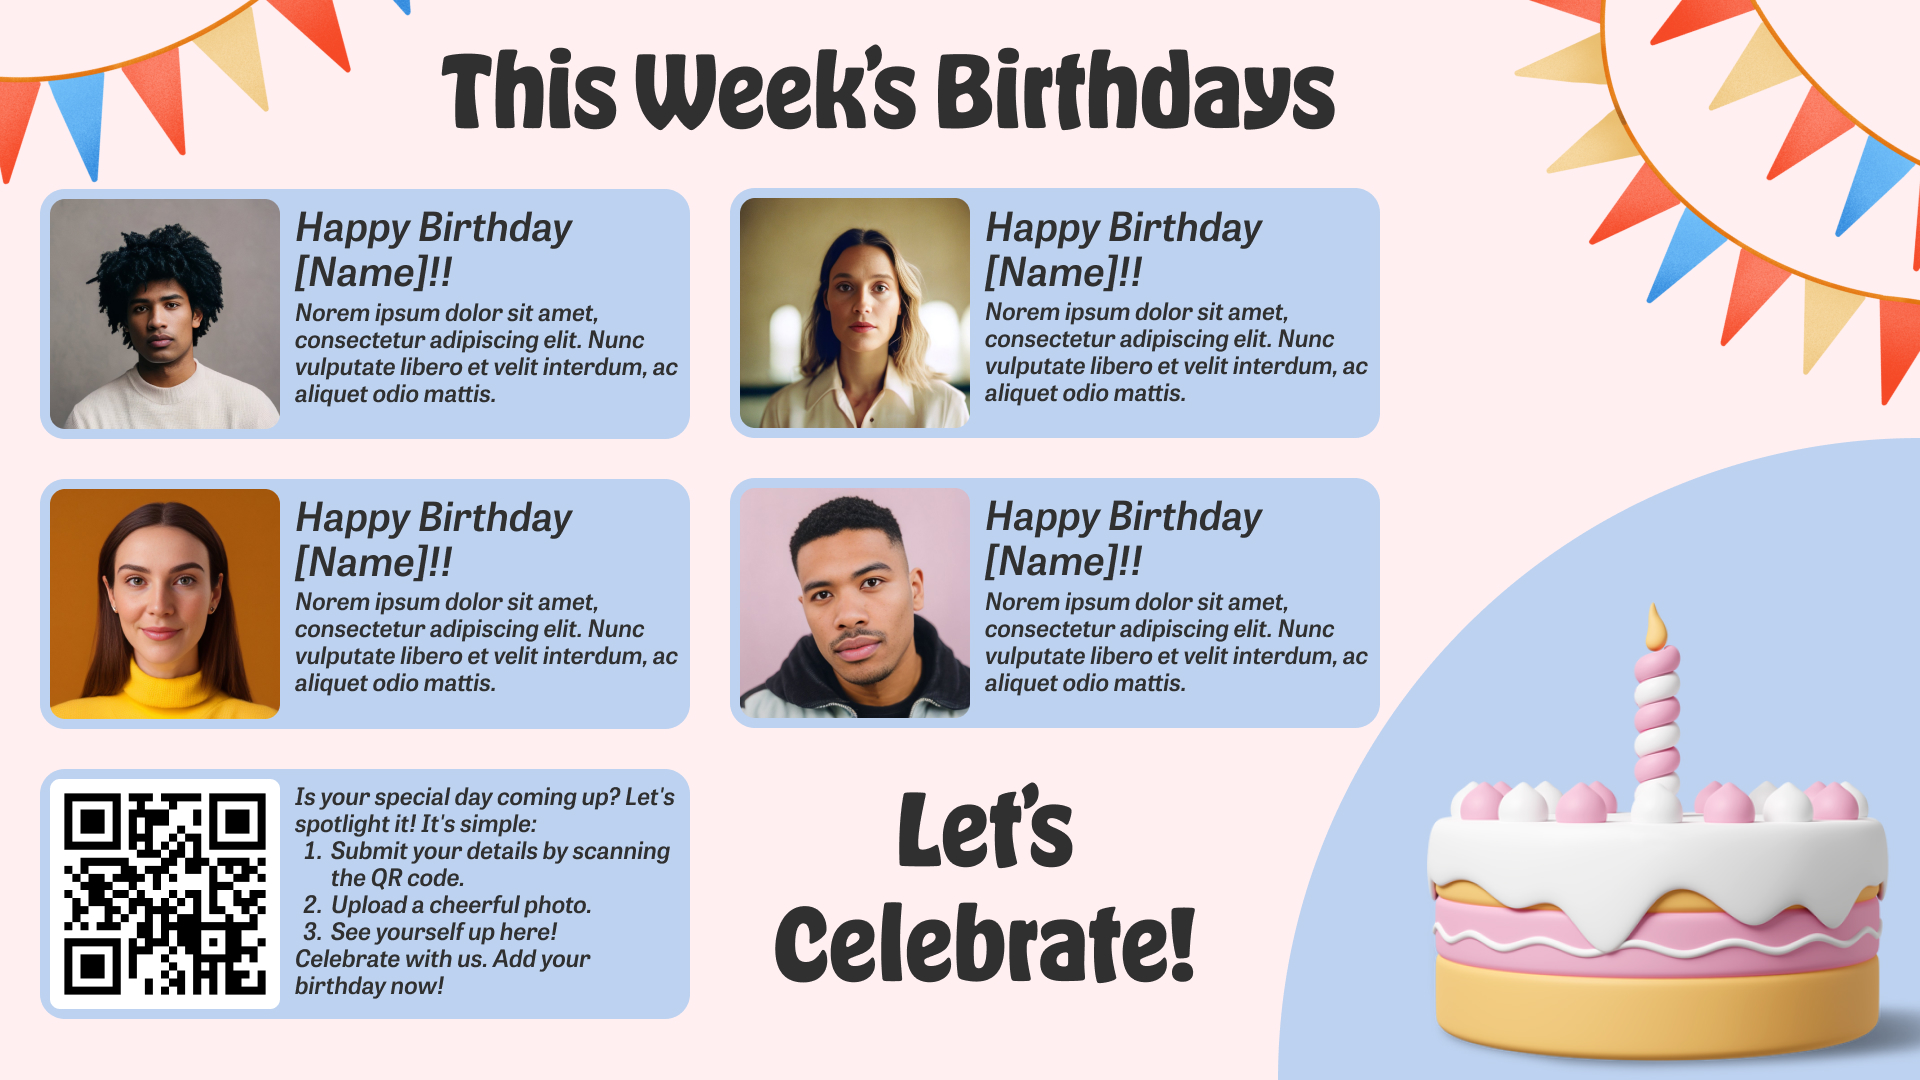 This Week's Birthdays
Happy Birthday
[Name]!!
Norem ipsum dolor sit amet,
consectetur adipiscing elit. Nunc
vulputate libero et velit interdum, ac
aliquet odio mattis.
Happy Birthday
[Name]!!
Norem ipsum dolor sit amet,
consectetur adipiscing elit. Nunc
vulputate libero et velit interdum, ac
aliquet odio mattis.
Happy Birthday
[Name]!!
Norem ipsum dolor sit amet,
consectetur adipiscing elit. Nunc
vulputate libero et velit interdum, ac
aliquet odio mattis.
Happy Birthday
[Name]!!
Norem ipsum dolor sit amet,
consectetur adipiscing elit. Nunc
vulputate libero et velit interdum, ac
aliquet odio mattis.
Is your special day coming up? Let's
spotlight it! It's simple:
1. Submit your details by scanning
the QR code.
2. Upload a cheerful photo.
3. See yourself up here!
Celebrate with us. Add your
birthday now!
Let's
Celebrate!